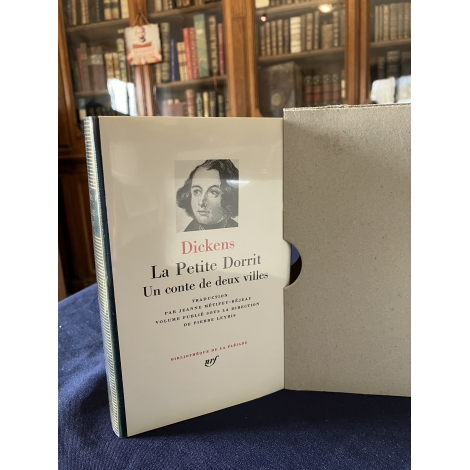 Dickens
La Petite Dorrit
Un conte de deux villes
TRADUCTION
PAR JEANNE MÉTIFEU-BÉJEAU
VOLUME PUBLIÉ SOUS LA DIRECTION
DE PIERRE LEYRIS
BIBLIOTHÈQUE DE LA PLÉIADE
nrf